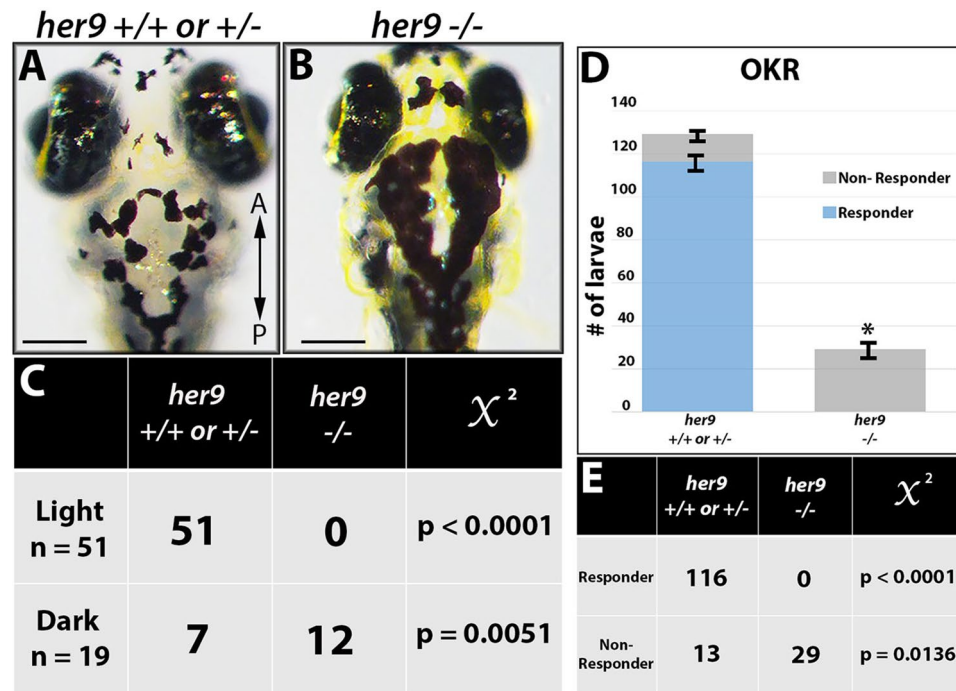 her9 +/+ or +/-
her9 -/-
A
B
A
P
C
her9
+/+ or +/-
her9
-/-
χ²
Light
n = 51
51
0
p < 0.0001
Dark
n = 19
7
12
p = 0.0051
D
OKR
# of larvae
140
120
100
80
60
40
20
0
Non- Responder
Responder
*
her9
+/+ or +/-
her9
-/-
E
her9
+/+ or +/-
her9
-/-
χ²
Responder
116
0
p < 0.0001
Non-
Responder
13
29
p = 0.0136